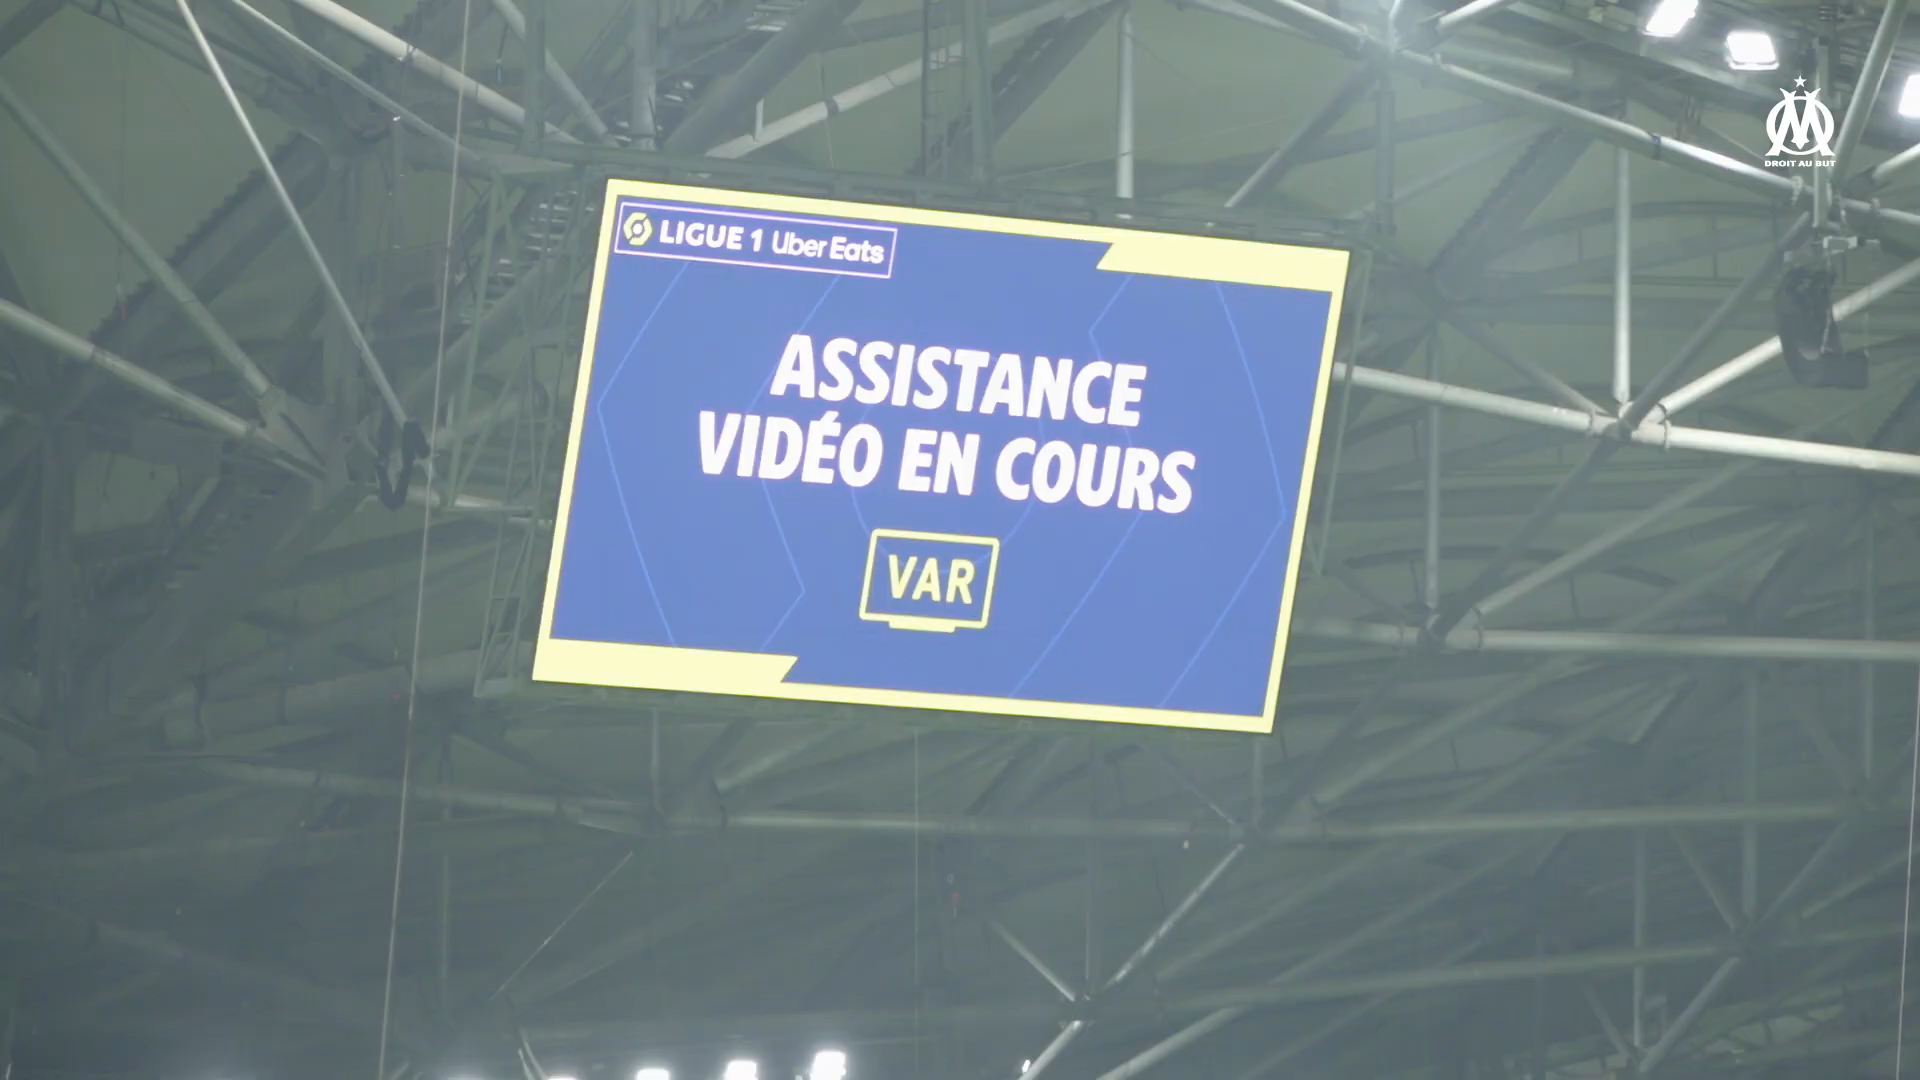 LIGUE 1 Uber Eats
ASSISTANCE
VIDÉO EN COURS
VAR
DROIT AU BUT